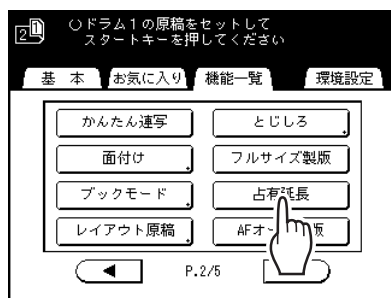 2
○ドラム1の原稿をセットして
スタートキーを押してください
基 本 お気に入り 機能一覧 環境設定
かんたん連写 とじしろ
面付け フルサイズ製版
ブックモード 占有延長
レイアウト原稿 AFオ 版
◀ P.2/5